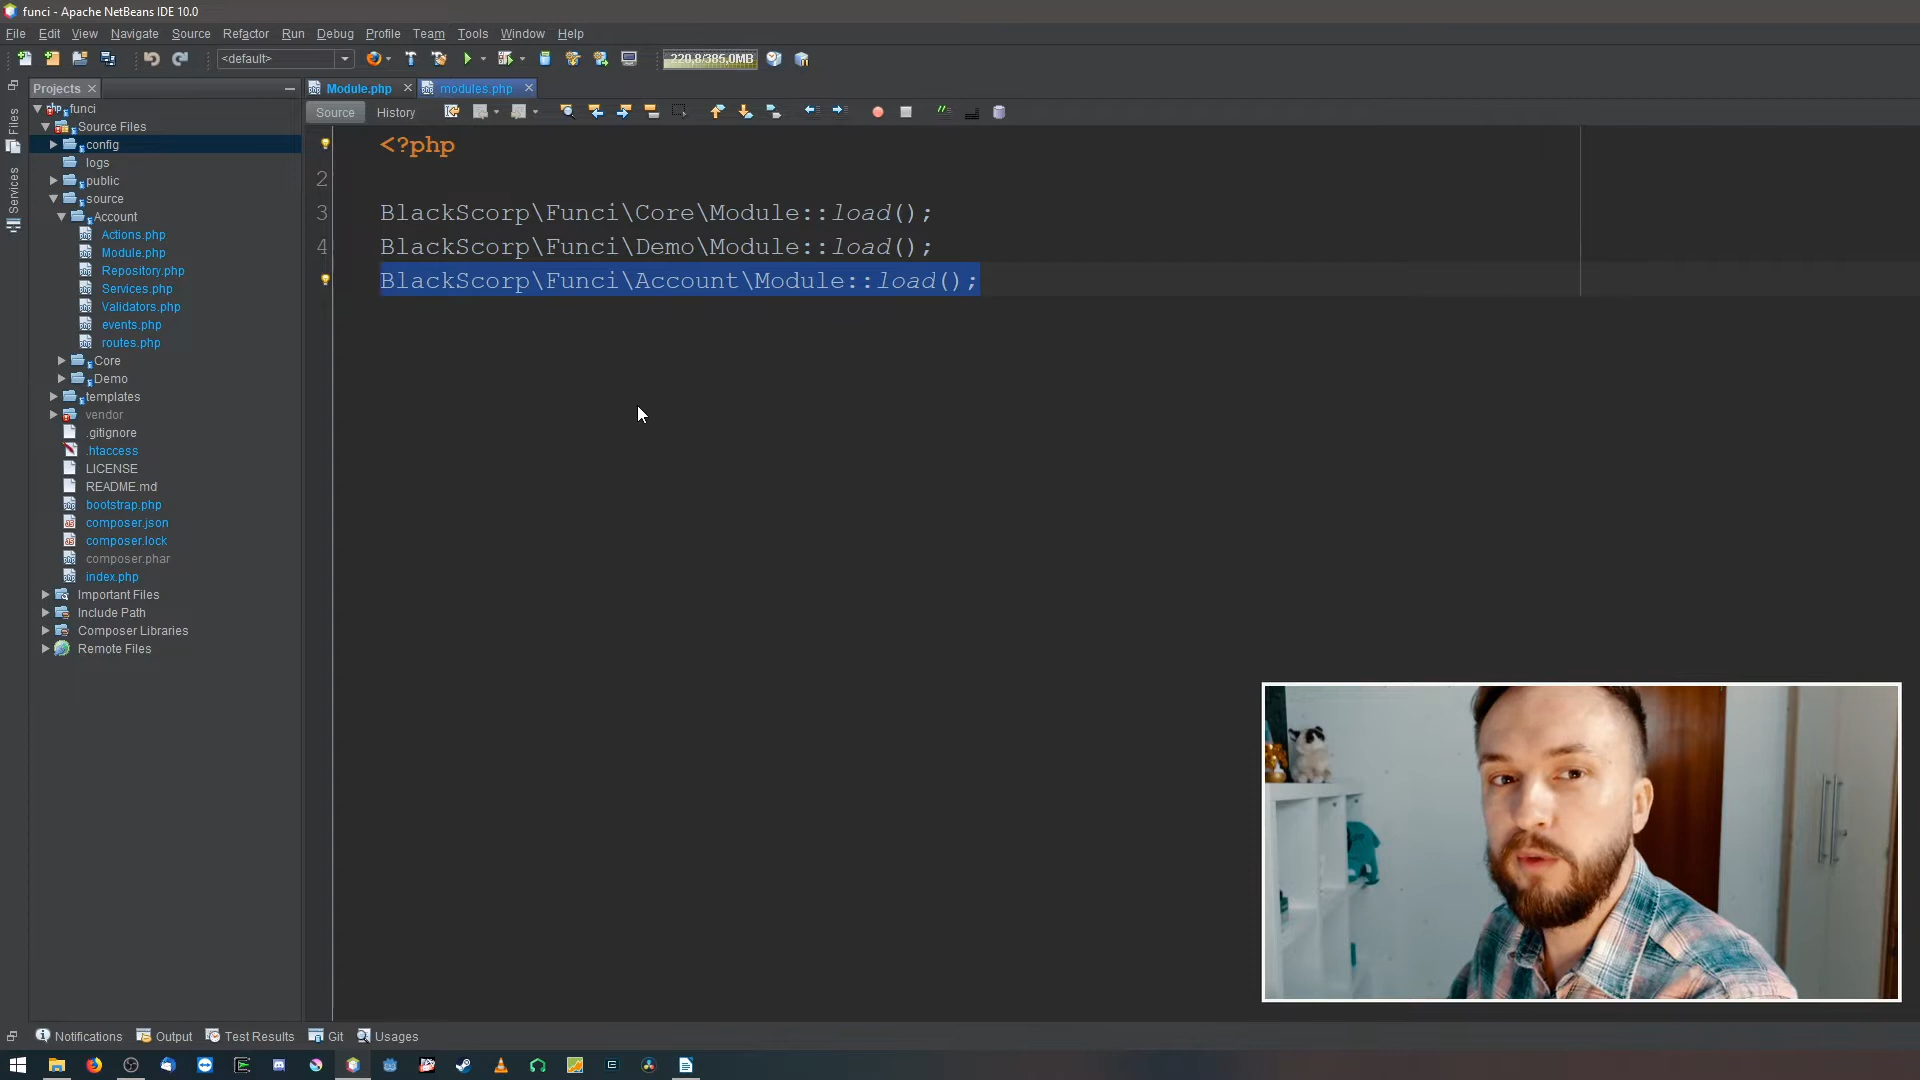 funci - Apache NetBeans IDE 10.0
File Edit View Navigate Source Refactor Run Debug Profile Team Tools Window Help
<default>
220,8/385,0MB
Projects
Module.php
modules.php
Source History
Files
Services
funci
Source Files
config
logs
public
source
Account
Actions.php
Module.php
Repository.php
Services.php
Validators.php
events.php
routes.php
Core
Demo
templates
vendor
.gitignore
.htaccess
LICENSE
README.md
bootstrap.php
composer.json
composer.lock
composer.phar
index.php
Important Files
Include Path
Composer Libraries
Remote Files
<?php
2
3 BlackScorp\Funci\Core\Module::load();
4 BlackScorp\Funci\Demo\Module::load();
BlackScorp\Funci\Account\Module::load();
Notifications Output Test Results Git Usages